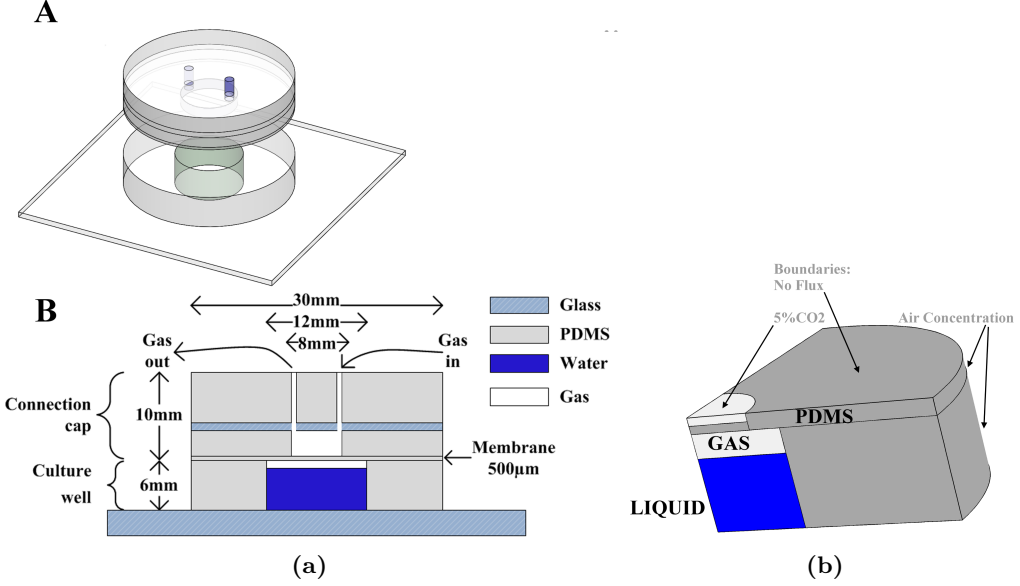 A
B
30mm
12mm
8mm
Gas
out
Gas
in
Connection
cap
10mm
Culture
well
6mm
Membrane
500µm
Glass
PDMS
Water
Gas
(a)
Boundaries:
No Flux
5%CO2
Air Concentration
PDMS
GAS
LIQUID
(b)